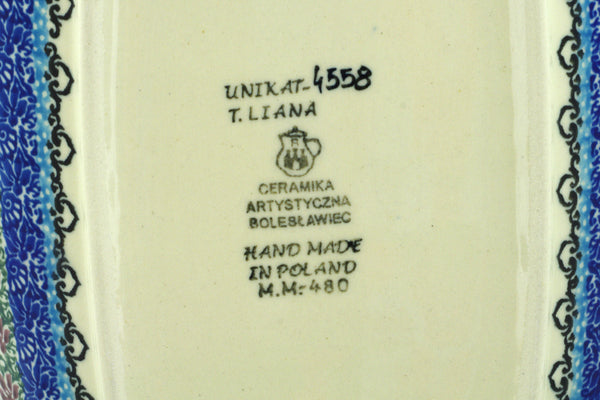 UNIKAT-4558
T. LIANA
CERAMIKA
ARTYSTYCZNA
BOLESŁAWIEC
HAND MADE
IN POLAND
M.M.-480